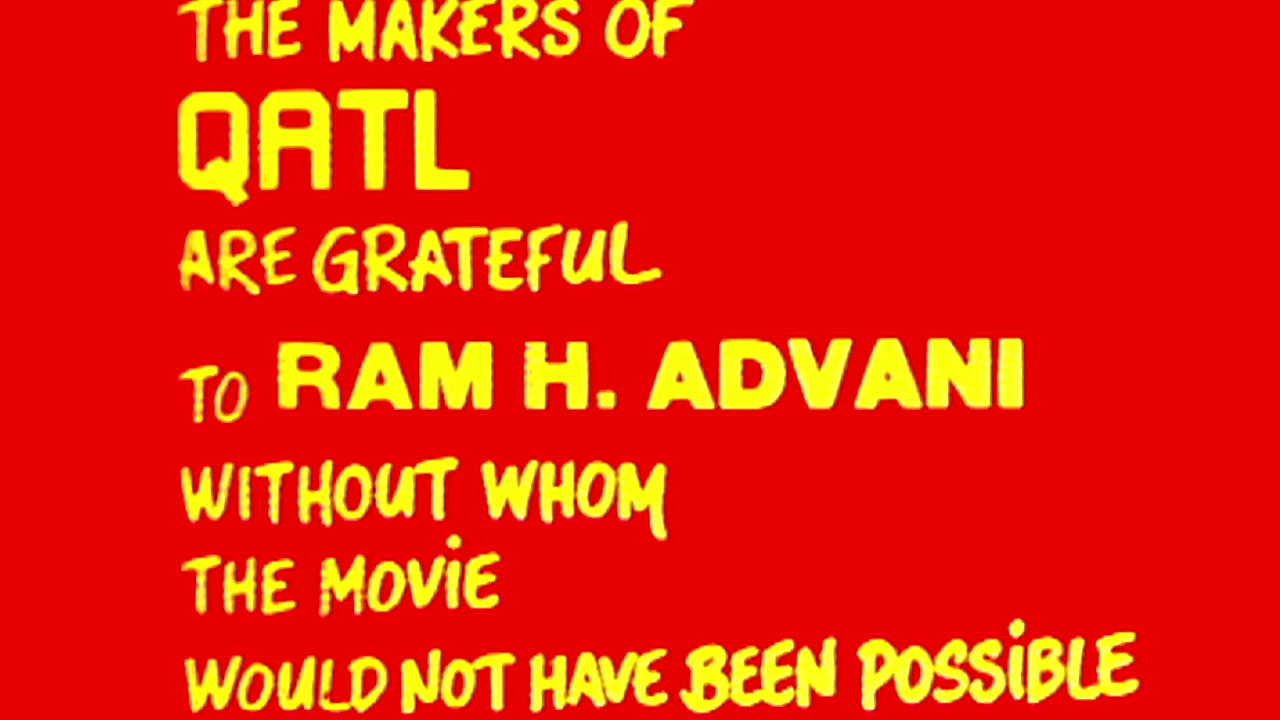 THE MAKERS OF
QATL
ARE GRATEFUL
TO RAM H. ADVANI
WITHOUT WHOM
THE MOViE
WOULD NOT HAVE BEEN POSSiBLE